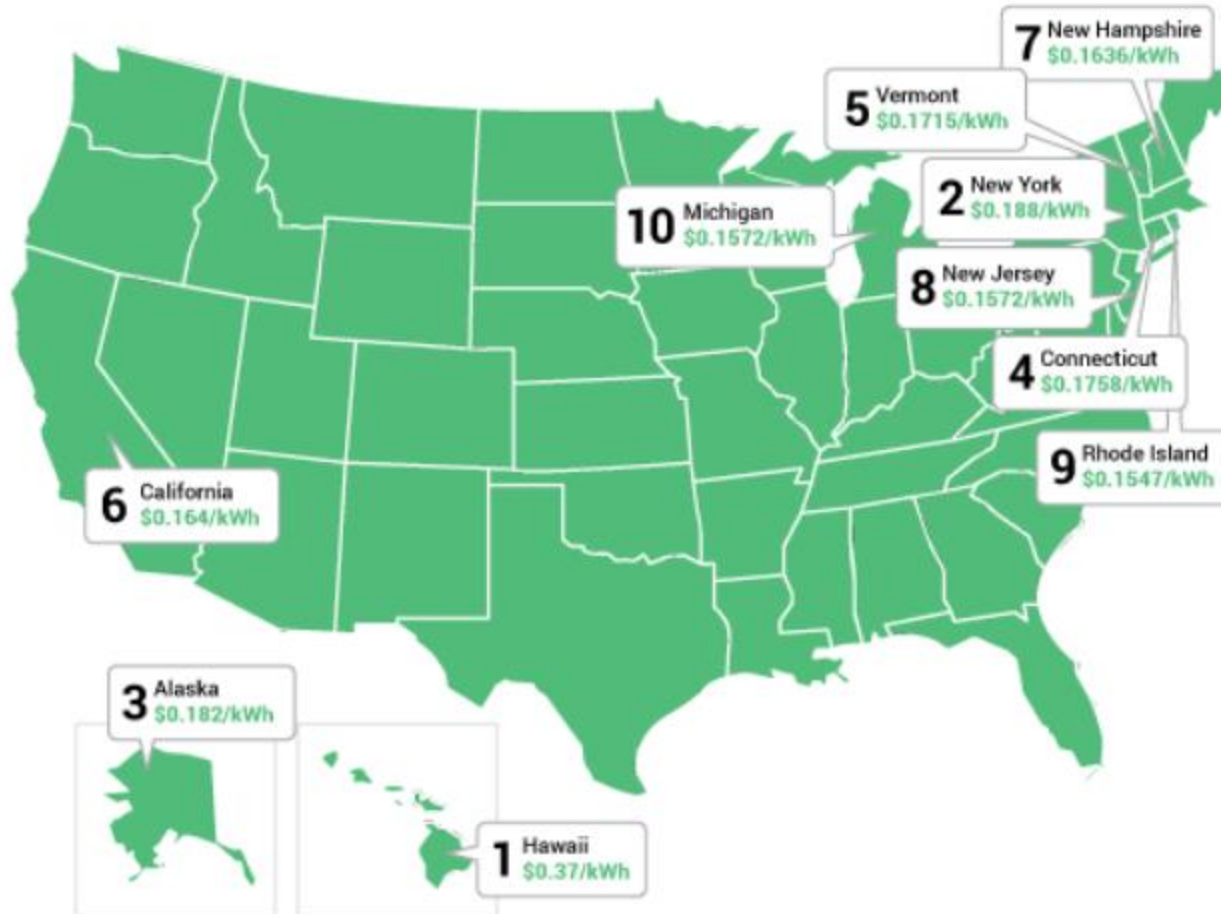 7 New Hampshire
$0.1636/kWh
5 Vermont
$0.1715/kWh
2 New York
$0.188/kWh
10 Michigan
$0.1572/kWh
8 New Jersey
$0.1572/kWh
4 Connecticut
$0.1758/kWh
9 Rhode Island
$0.1547/kWh
6 California
$0.164/kWh
3 Alaska
$0.182/kWh
1 Hawaii
$0.37/kWh